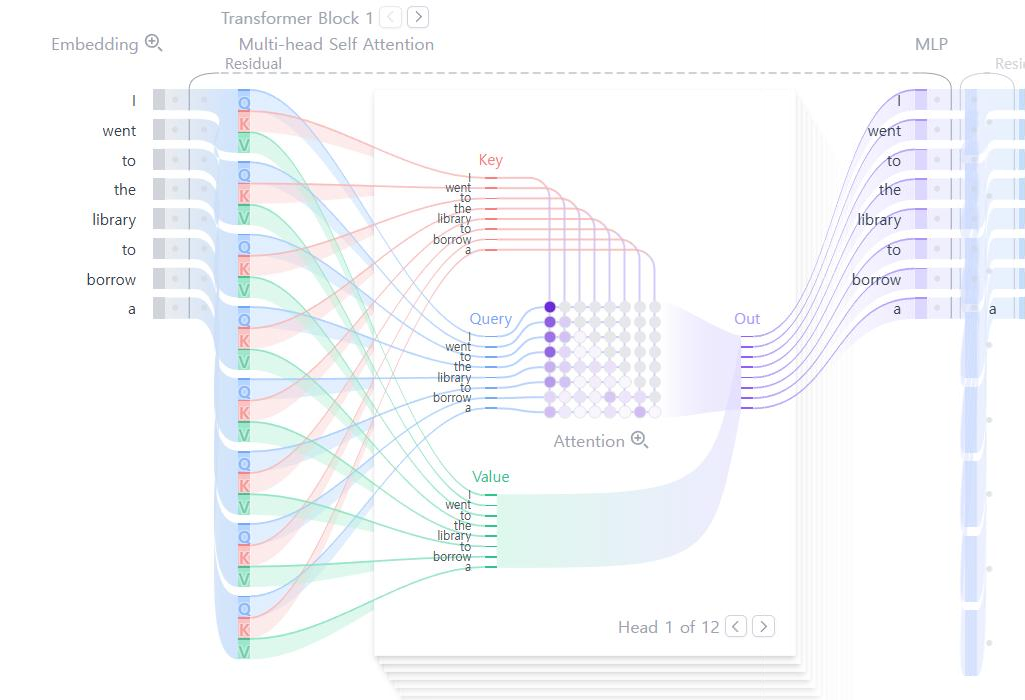 Transformer Block 1
Embedding
Multi-head Self Attention
MLP
Residual
Resi
I
went
to
the
library
to
borrow
a
Q
K
V
Q
K
V
Q
K
V
Q
K
V
Q
K
V
Q
K
V
Q
K
V
Q
K
V
Key
I
went
to
the
library
to
borrow
a
Query
I
went
to
the
library
to
borrow
a
Attention
Value
I
went
to
the
library
to
borrow
a
Out
Head 1 of 12
I
went
to
the
library
to
borrow
a
a